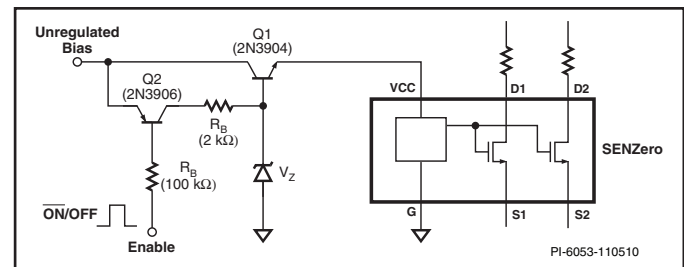 Unregulated
Bias
Q1
(2N3904)
Q2
(2N3906)
R_B
(2 kΩ)
V_Z
R_B
(100 kΩ)
O̅N̅/OFF
Enable
VCC
D1
D2
SENZero
G
S1
S2
PI-6053-110510